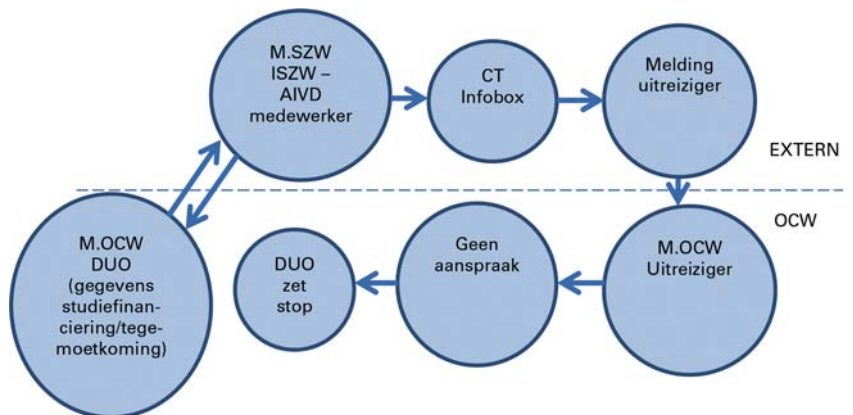 M.SZW
ISZW –
AIVD
medewerker
CT
Infobox
Melding
uitreiziger
EXTERN
OCW
M.OCW
DUO
(gegevens
studiefinan-
ciering/tege-
moetkoming)
DUO
zet
stop
Geen
aanspraak
M.OCW
Uitreiziger